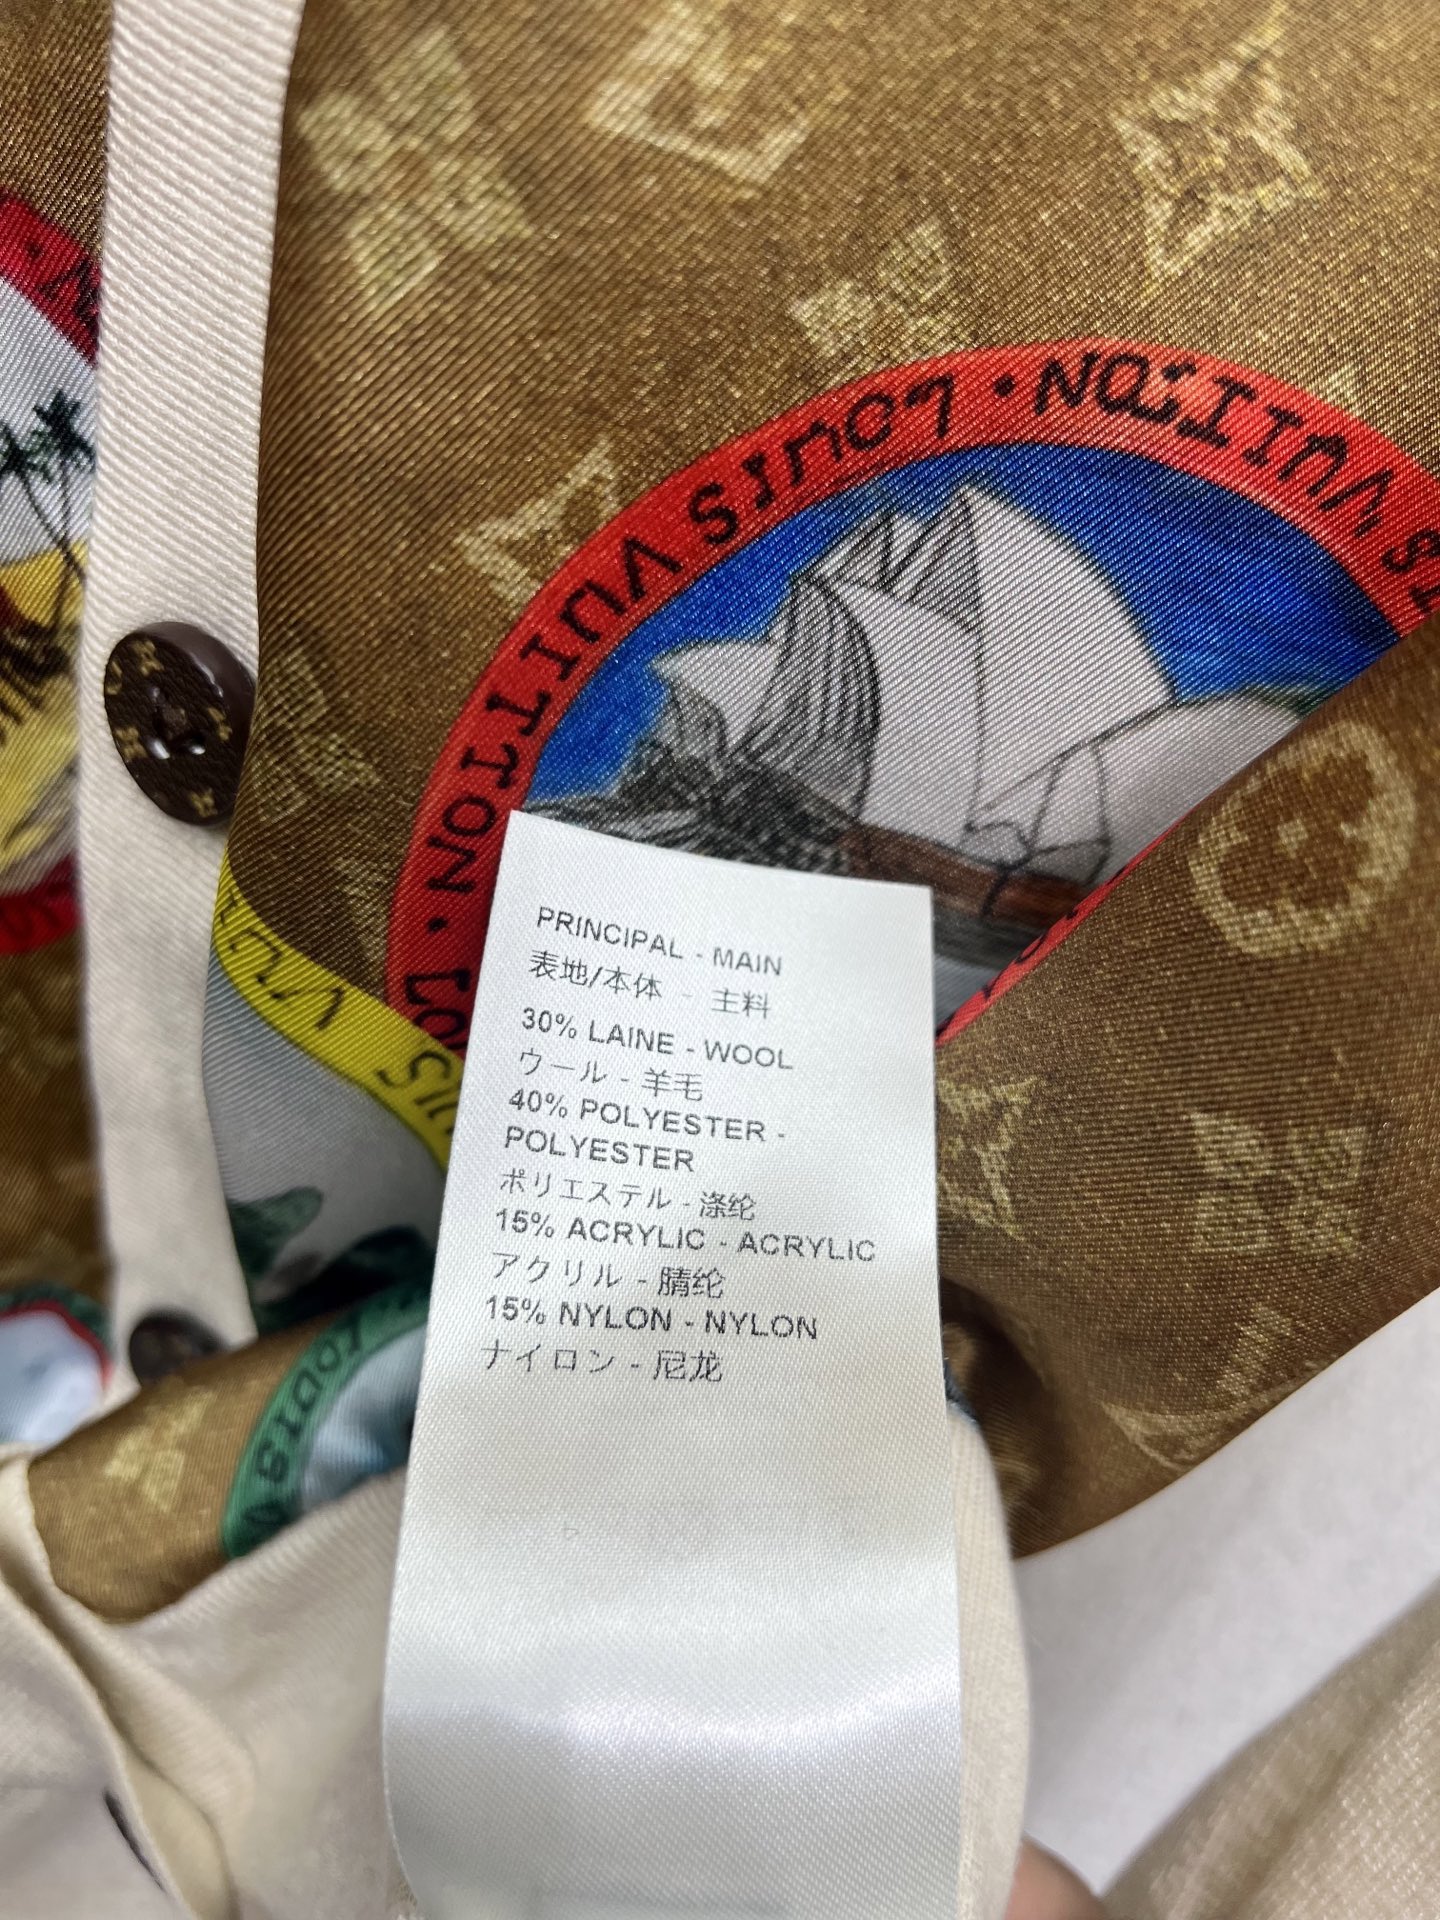 LOUIS VUITTON · LOUIS VUITTON ·
PRINCIPAL - MAIN
表地/本体 - 主料
30% LAINE - WOOL
ウール - 羊毛
40% POLYESTER -
POLYESTER
ポリエステル - 涤纶
15% ACRYLIC - ACRYLIC
アクリル - 腈纶
15% NYLON - NYLON
ナイロン - 尼龙